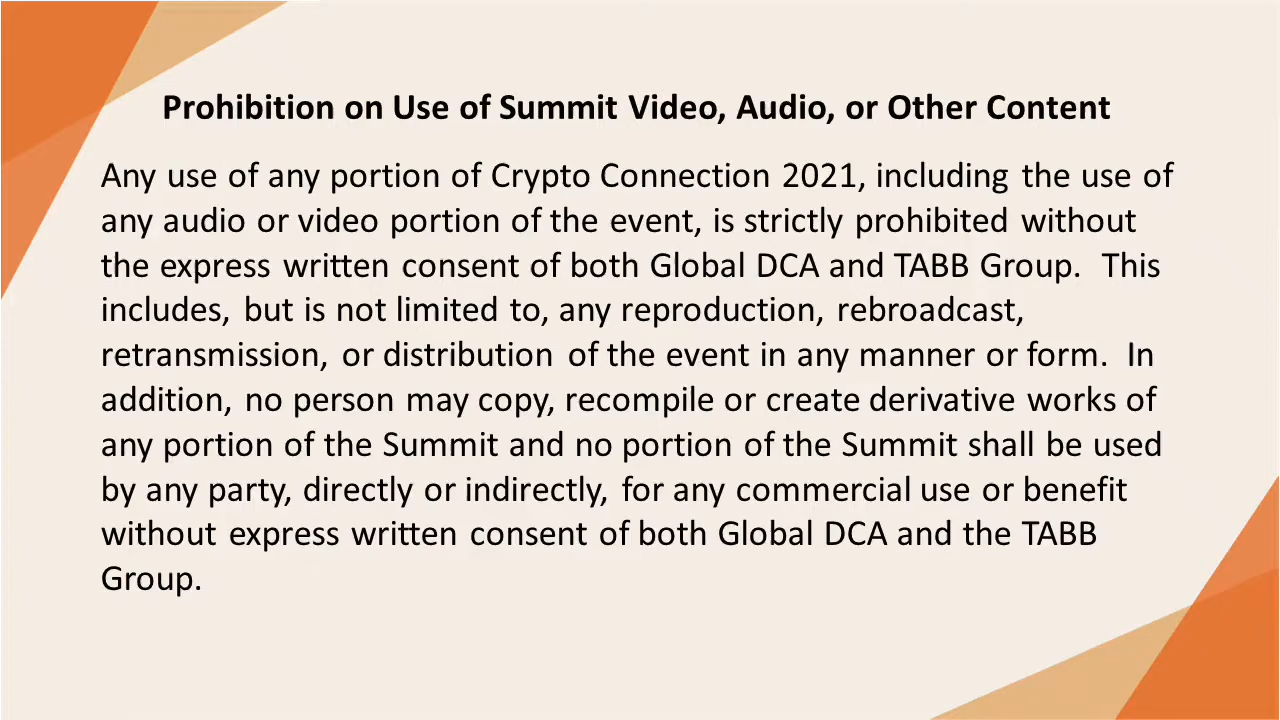 Prohibition on Use of Summit Video, Audio, or Other Content
Any use of any portion of Crypto Connection 2021, including the use of
any audio or video portion of the event, is strictly prohibited without
the express written consent of both Global DCA and TABB Group.  This
includes, but is not limited to, any reproduction, rebroadcast,
retransmission, or distribution of the event in any manner or form.  In
addition, no person may copy, recompile or create derivative works of
any portion of the Summit and no portion of the Summit shall be used
by any party, directly or indirectly, for any commercial use or benefit
without express written consent of both Global DCA and the TABB
Group.